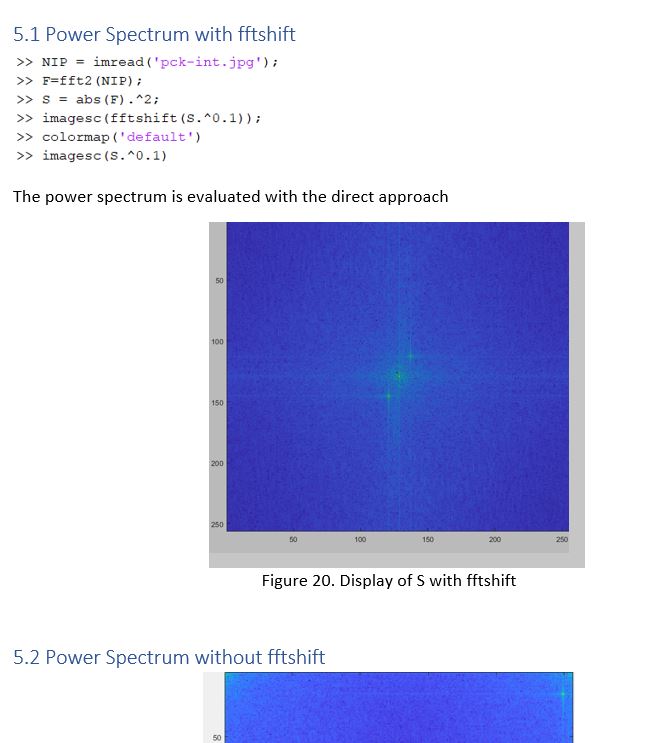 5.1 Power Spectrum with fftshift
>> NIP = imread('pck-int.jpg');
>> F=fft2(NIP);
>> S = abs(F).^2;
>> imagesc(fftshift(S.^0.1));
>> colormap('default')
>> imagesc(S.^0.1)
The power spectrum is evaluated with the direct approach
50
100
150
200
250
50 100 150 200 250
Figure 20. Display of S with fftshift
5.2 Power Spectrum without fftshift
50